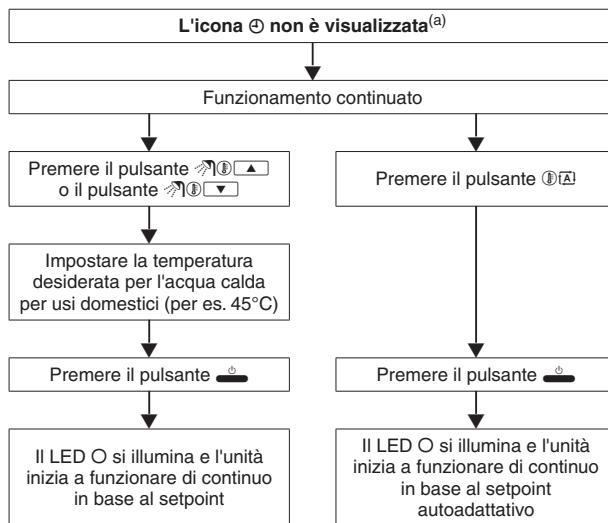 L'icona non è visualizzata(a)
Funzionamento continuato
Premere il pulsante
o il pulsante
Impostare la temperatura
desiderata per l'acqua calda
per usi domestici (per es. 45°C)
Premere il pulsante
Il LED si illumina e l'unità
inizia a funzionare di continuo
in base al setpoint
Premere il pulsante A
Premere il pulsante
Il LED si illumina e l'unità
inizia a funzionare di continuo
in base al setpoint
autoadattativo